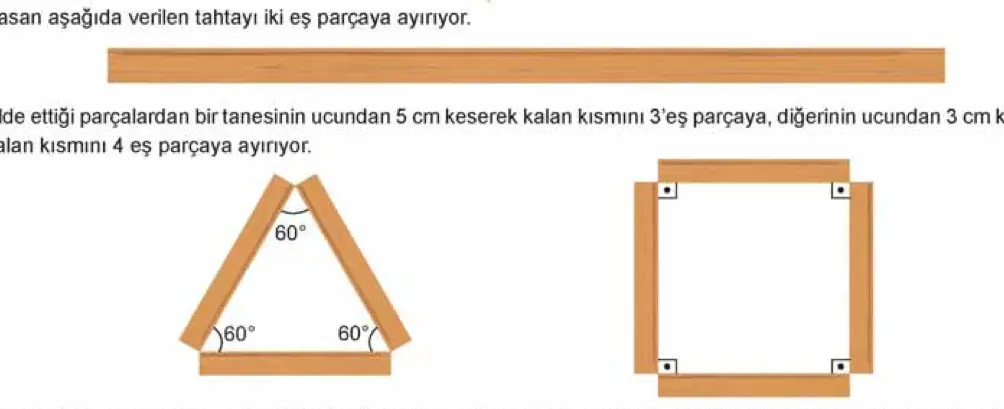 asan aşağıda verilen tahtayı iki eş parçaya ayırıyor.
lde ettiği parçalardan bir tanesinin ucundan 5 cm keserek kalan kısmını 3'eş parçaya, diğerinin ucundan 3 cm k
alan kısmını 4 eş parçaya ayırıyor.
60°
60° 60°